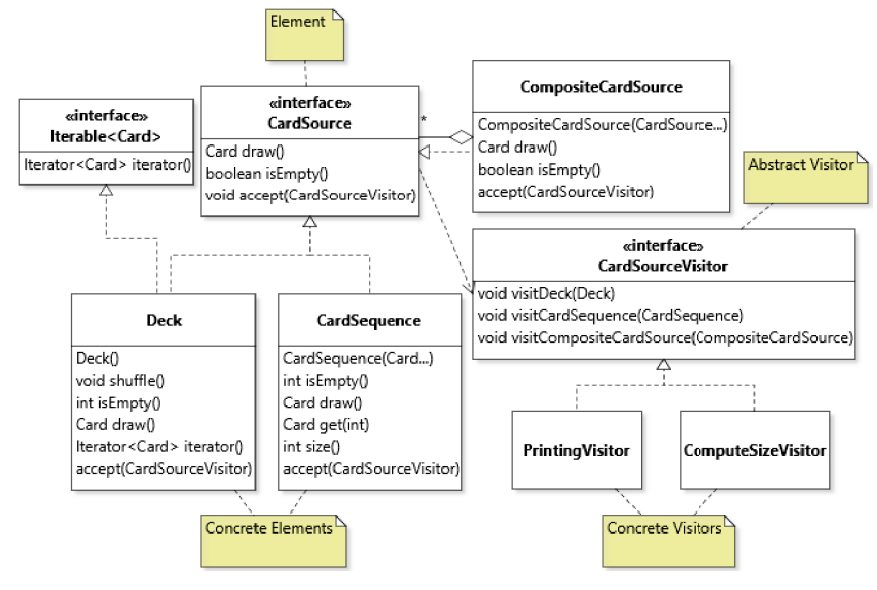 Element
«interface»
Iterable<Card>
Iterator<Card> iterator()
«interface»
CardSource
Card draw()
boolean isEmpty()
void accept(CardSourceVisitor)
*
CompositeCardSource
CompositeCardSource(CardSource...)
Card draw()
boolean isEmpty()
accept(CardSourceVisitor)
Abstract Visitor
«interface»
CardSourceVisitor
void visitDeck(Deck)
void visitCardSequence(CardSequence)
void visitCompositeCardSource(CompositeCardSource)
Deck
Deck()
void shuffle()
int isEmpty()
Card draw()
Iterator<Card> iterator()
accept(CardSourceVisitor)
CardSequence
CardSequence(Card...)
int isEmpty()
Card draw()
Card get(int)
int size()
accept(CardSourceVisitor)
PrintingVisitor
ComputeSizeVisitor
Concrete Elements
Concrete Visitors